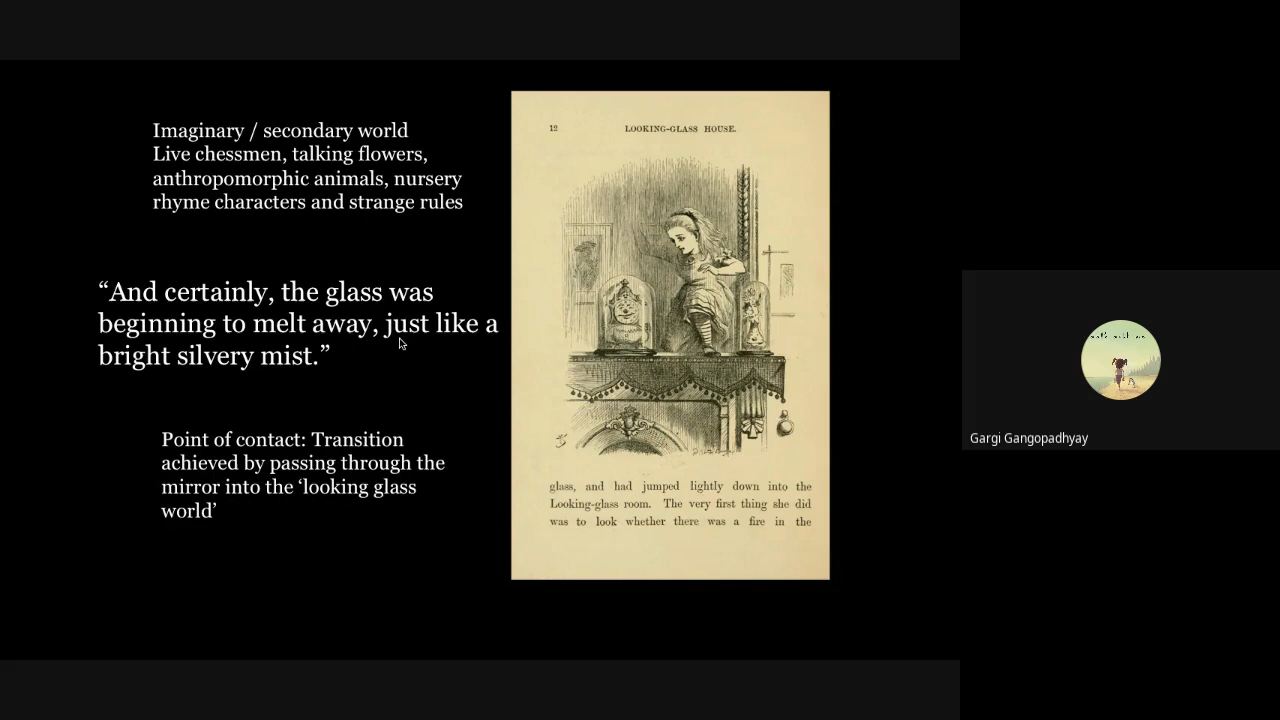 Imaginary / secondary world
Live chessmen, talking flowers,
anthropomorphic animals, nursery
rhyme characters and strange rules
“And certainly, the glass was
beginning to melt away, just like a
bright silvery mist.”
Point of contact: Transition
achieved by passing through the
mirror into the ‘looking glass
world’
12 LOOKING-GLASS HOUSE.
glass, and had jumped lightly down into the
Looking-glass room. The very first thing she did
was to look whether there was a fire in the
Gargi Gangopadhyay